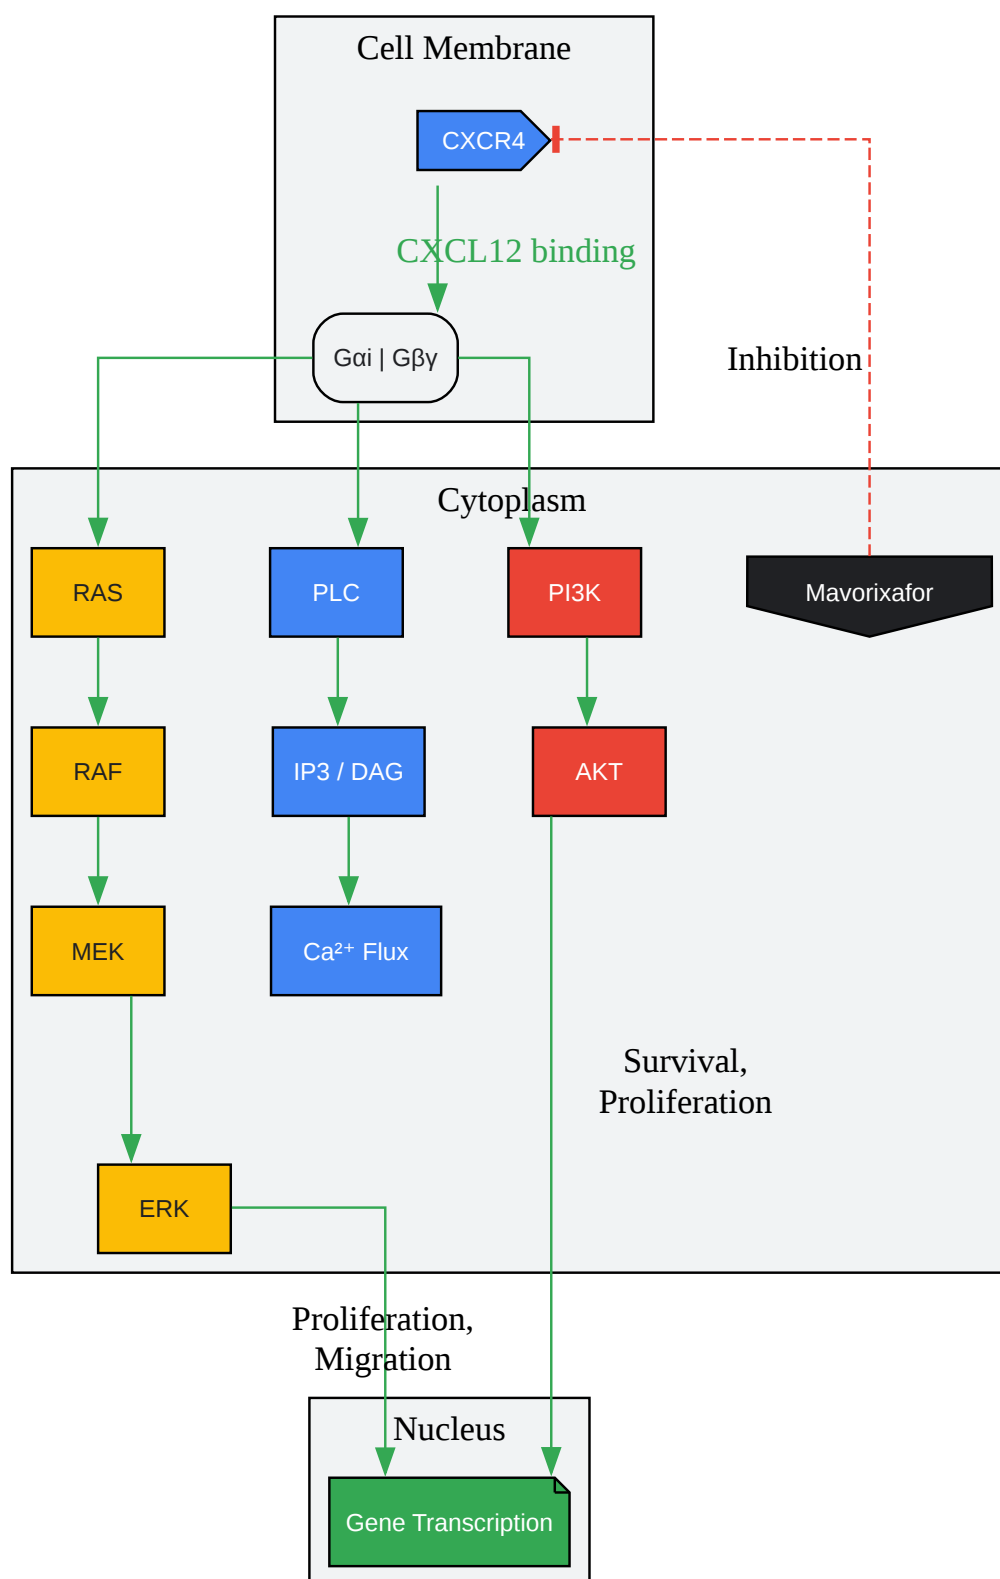 Cell Membrane
CXCR4
CXCL12 binding
Gαi | Gβγ
Inhibition
Cytoplasm
RAS
PLC
PI3K
Mavorixafor
RAF
IP3 / DAG
AKT
MEK
Ca²⁺ Flux
Survival,
Proliferation
ERK
Proliferation,
Migration
Nucleus
Gene Transcription